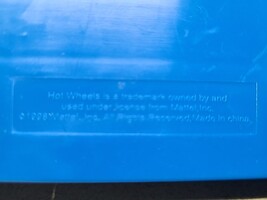 Hot Wheels is a trademark owned by and
used under license from Mattel, Inc.
Mattel, Inc. All Rights Reserved. Made in china.